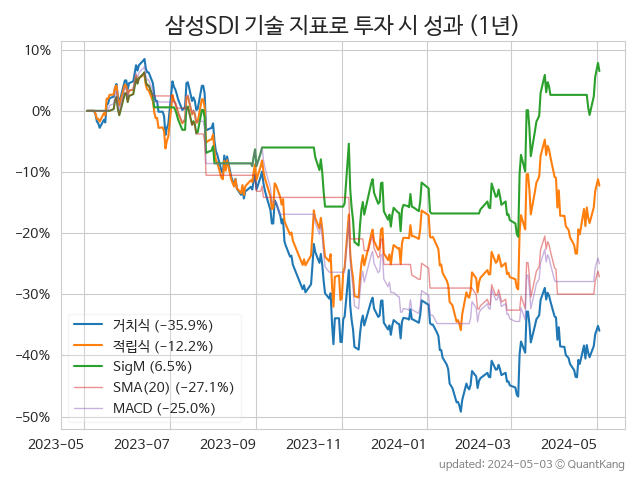 삼성SDI 기술 지표로 투자 시 성과 (1년)
10%
0%
−10%
−20%
−30%
−40%
−50%
거치식 (−35.9%)
적립식 (−12.2%)
SigM (6.5%)
SMA(20) (−27.1%)
MACD (−25.0%)
2023-05 2023-07 2023-09 2023-11 2024-01 2024-03 2024-05
updated: 2024-05-03 © QuantKang